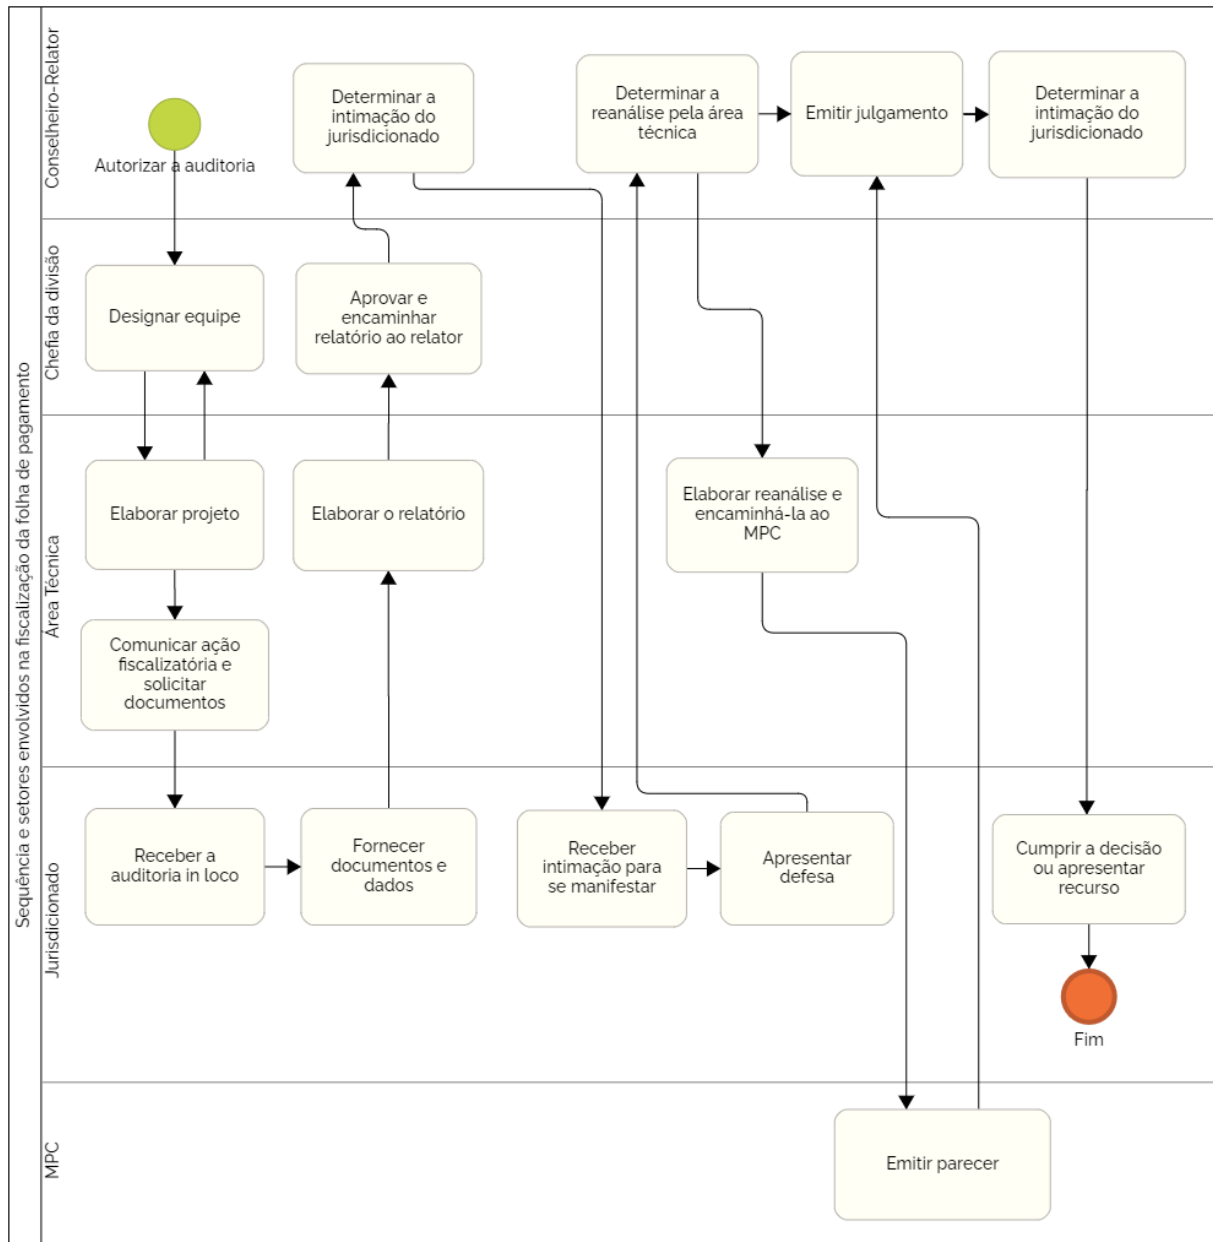 Sequência e setores envolvidos na fiscalização da folha de pagamento
Conselheiro-Relator
Autorizar a auditoria
Determinar a
intimação do
jurisdicionado
Determinar a
reanálise pela área
técnica
Emitir julgamento
Determinar a
intimação do
jurisdicionado
Chefia da divisão
Designar equipe
Aprovar e
encaminhar
relatório ao relator
Área Técnica
Elaborar projeto
Elaborar o relatório
Elaborar reanálise e
encaminhá-la ao
MPC
Comunicar ação
fiscalizatória e
solicitar
documentos
Jurisdicionado
Receber a
auditoria in loco
Fornecer
documentos e
dados
Receber
intimação para
se manifestar
Apresentar
defesa
Cumprir a decisão
ou apresentar
recurso
Fim
MPC
Emitir parecer